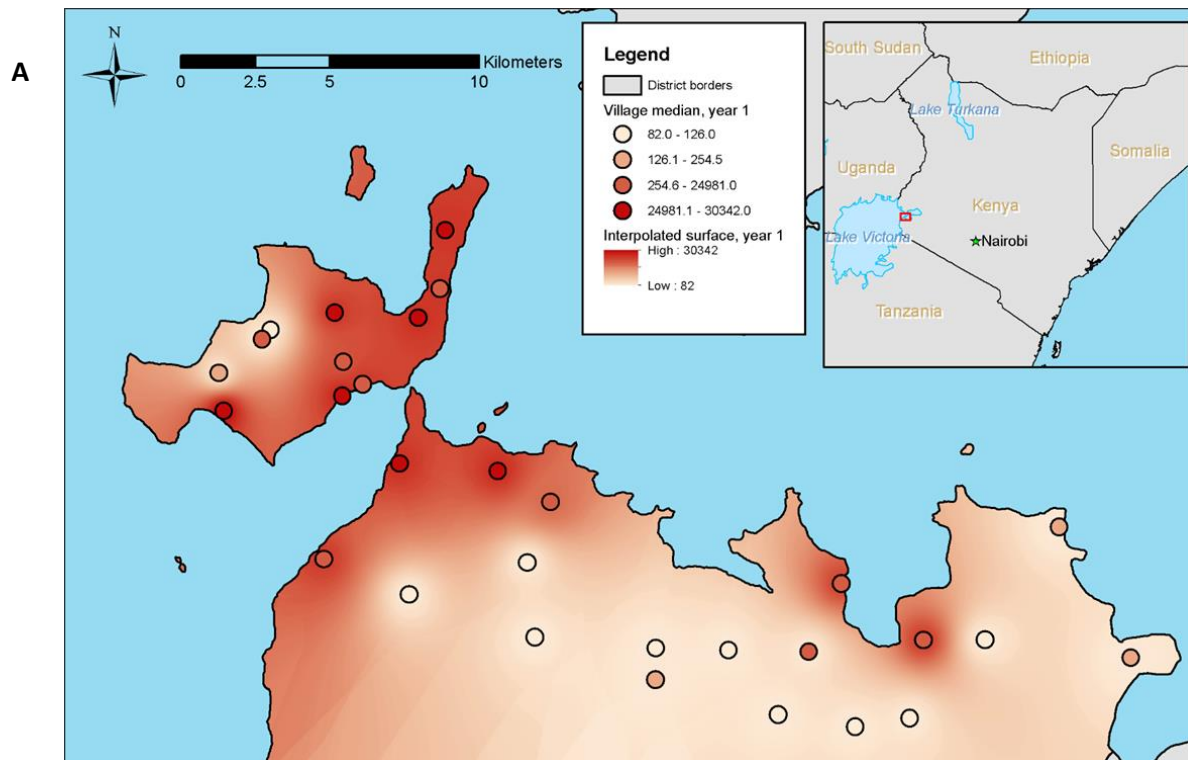 A
N
Kilometers
0 2.5 5 10
Legend
District borders
Village median, year 1
82.0 - 126.0
126.1 - 254.5
254.6 - 24981.0
24981.1 - 30342.0
Interpolated surface, year 1
High : 30342
Low : 82
South Sudan
Ethiopia
Lake Turkana
Somalia
Uganda
Kenya
Lake Victoria
Nairobi
Tanzania